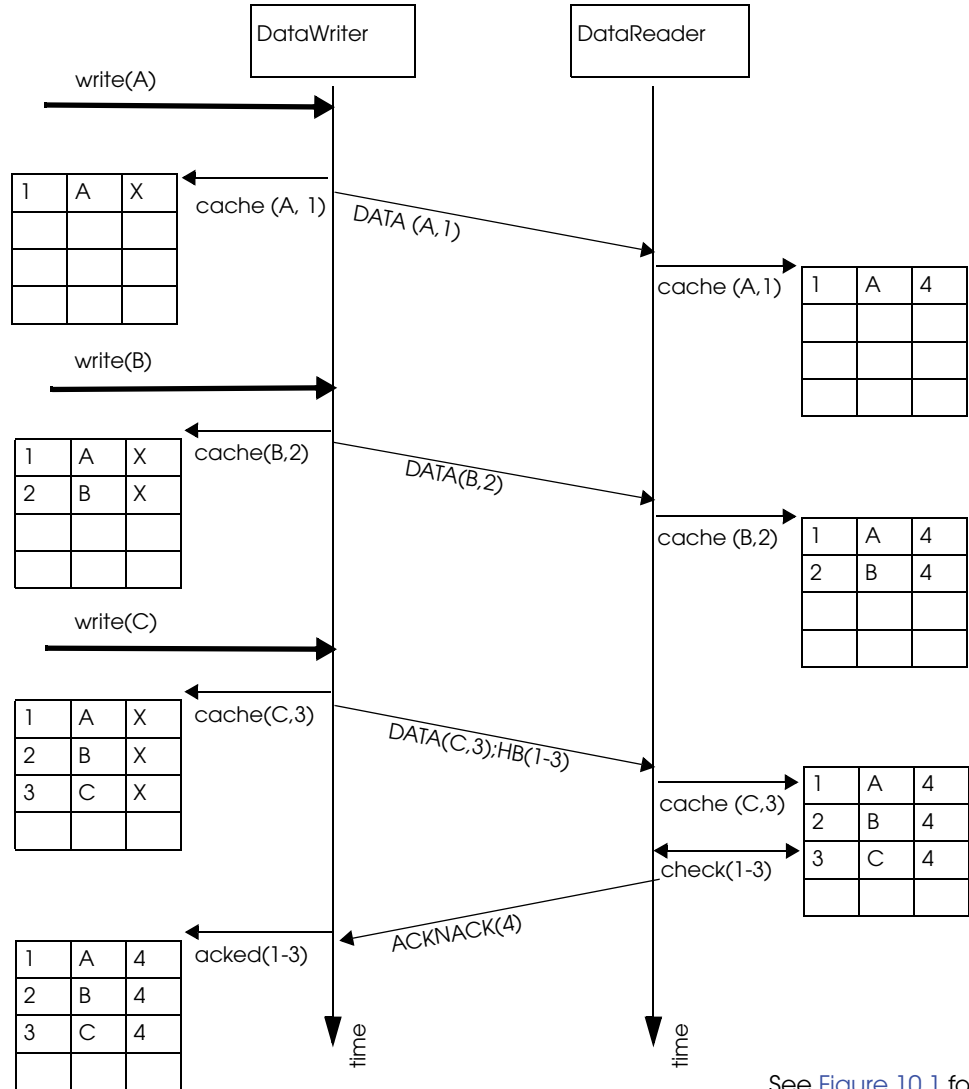 DataWriter
DataReader
write(A)
1 A X
cache (A, 1)
DATA (A,1)
cache (A,1)
1 A 4
write(B)
cache(B,2)
1 A X
2 B X
DATA(B,2)
cache (B,2)
1 A 4
2 B 4
write(C)
cache(C,3)
1 A X
2 B X
3 C X
DATA(C,3);HB(1-3)
cache (C,3)
1 A 4
2 B 4
3 C 4
check(1-3)
ACKNACK(4)
acked(1-3)
1 A 4
2 B 4
3 C 4
time
time
See Figure 10.1 fo